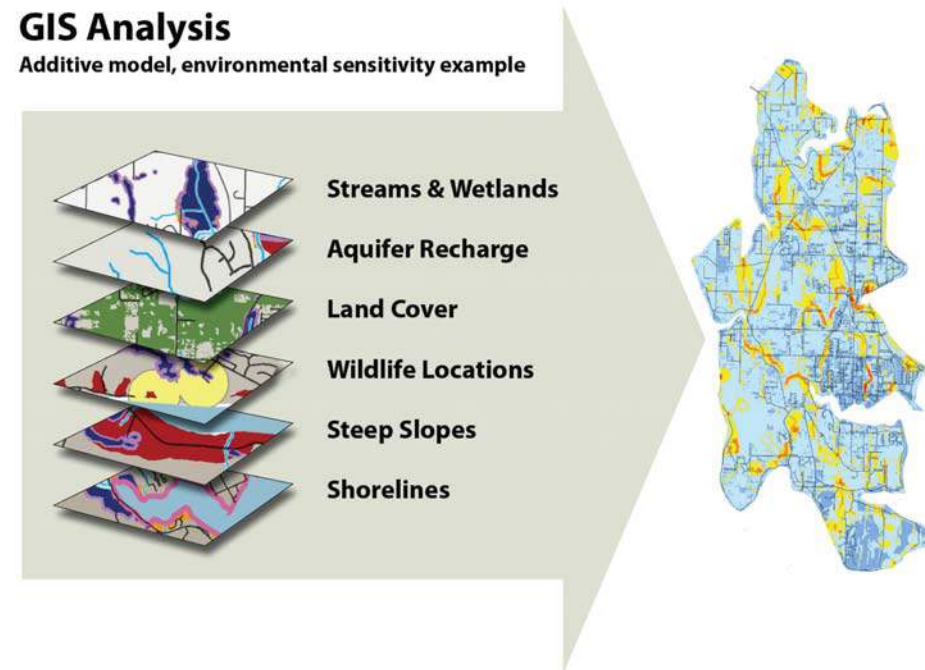 GIS Analysis
Additive model, environmental sensitivity example
Streams & Wetlands
Aquifer Recharge
Land Cover
Wildlife Locations
Steep Slopes
Shorelines